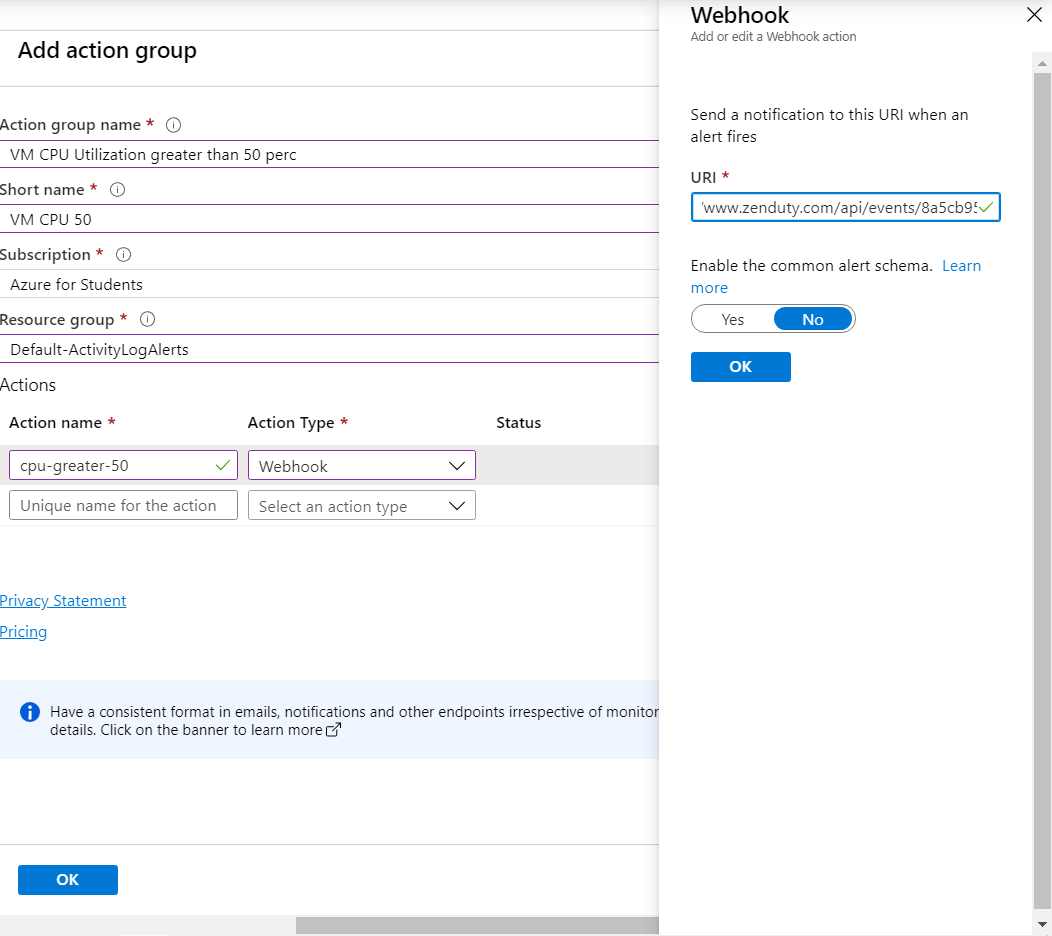 Add action group
Action group name *
VM CPU Utilization greater than 50 perc
Short name *
VM CPU 50
Subscription *
Azure for Students
Resource group *
Default-ActivityLogAlerts
Actions
Action name *
Action Type *
Status
cpu-greater-50
Webhook
Unique name for the action
Select an action type
Privacy Statement
Pricing
Have a consistent format in emails, notifications and other endpoints irrespective of monitor
details. Click on the banner to learn more
OK
Webhook
Add or edit a Webhook action
Send a notification to this URI when an
alert fires
URI *
/www.zenduty.com/api/events/8a5cb95
Enable the common alert schema. Learn
more
Yes
No
OK